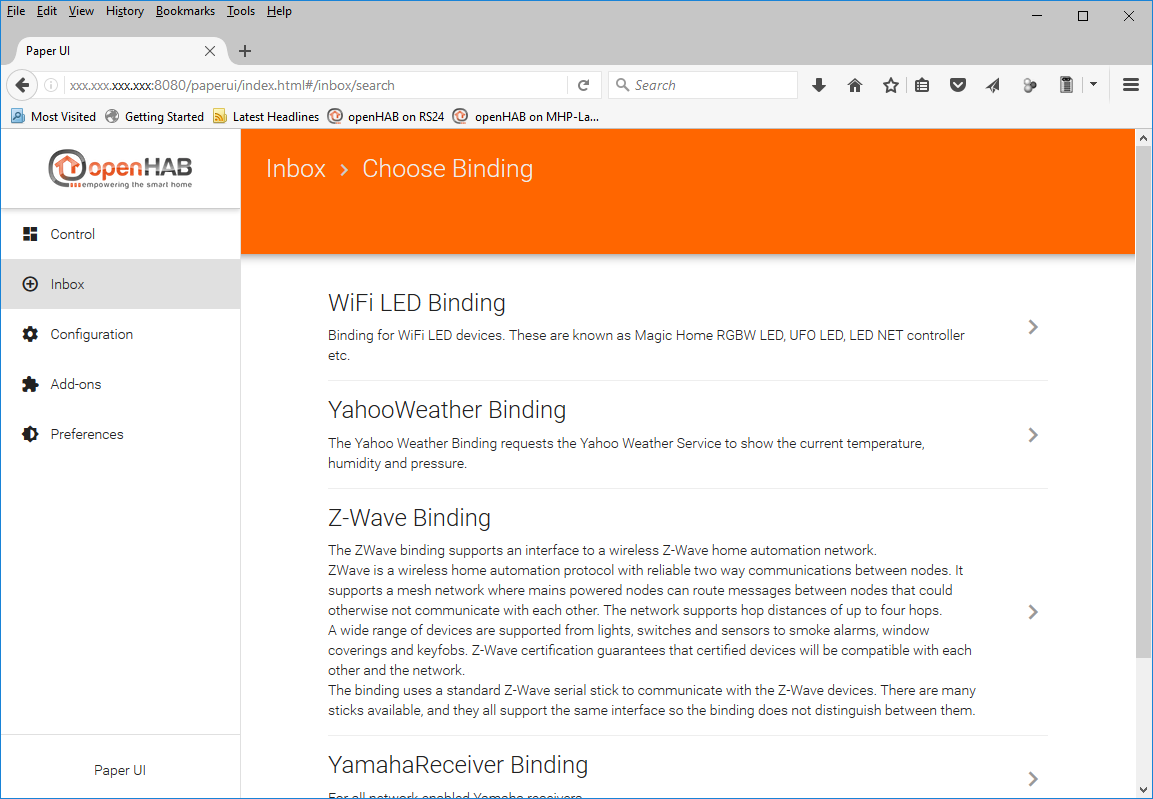 File Edit View History Bookmarks Tools Help
Paper UI
xxx.xxx.xxx.xxx:8080/paperui/index.html#/inbox/search
Search
Most Visited Getting Started Latest Headlines openHAB on RS24 openHAB on MHP-La...
openHAB
empowering the smart home
Inbox Choose Binding
Control
Inbox
Configuration
Add-ons
Preferences
Paper UI
WiFi LED Binding
Binding for WiFi LED devices. These are known as Magic Home RGBW LED, UFO LED, LED NET controller
etc.
YahooWeather Binding
The Yahoo Weather Binding requests the Yahoo Weather Service to show the current temperature,
humidity and pressure.
Z-Wave Binding
The ZWave binding supports an interface to a wireless Z-Wave home automation network.
ZWave is a wireless home automation protocol with reliable two way communications between nodes. It
supports a mesh network where mains powered nodes can route messages between nodes that could
otherwise not communicate with each other. The network supports hop distances of up to four hops.
A wide range of devices are supported from lights, switches and sensors to smoke alarms, window
coverings and keyfobs. Z-Wave certification guarantees that certified devices will be compatible with each
other and the network.
The binding uses a standard Z-Wave serial stick to communicate with the Z-Wave devices. There are many
sticks available, and they all support the same interface so the binding does not distinguish between them.
YamahaReceiver Binding
For all network enabled Yamaha receivers